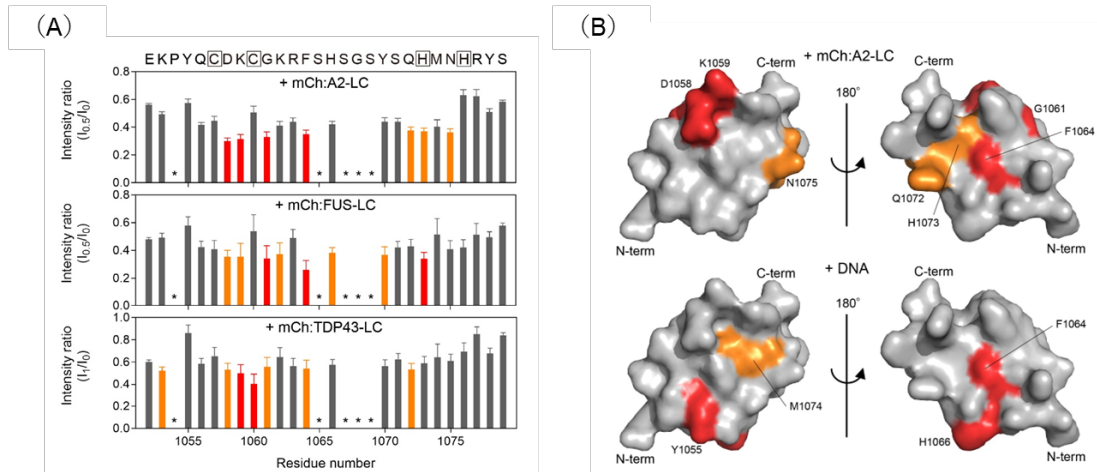 (A)
EKPYQCDKCGKRFSHSGSYSQHMNHRYS
+ mCh:A2-LC
Intensity ratio
(I0.5/I0)
0.8
0.6
0.4
0.2
0.0
*
* * * *
+ mCh:FUS-LC
Intensity ratio
(I0.5/I0)
0.8
0.6
0.4
0.2
0.0
*
* * * *
+ mCh:TDP43-LC
Intensity ratio
(I1/I0)
1.0
0.8
0.6
0.4
0.2
0.0
*
* * * *
1055 1060 1065 1070 1075
Residue number
(B)
K1059
D1058
C-term
+ mCh:A2-LC
180°
C-term
G1061
F1064
N1075
Q1072
H1073
N-term
N-term
C-term
+ DNA
180°
C-term
F1064
M1074
Y1055
H1066
N-term
N-term